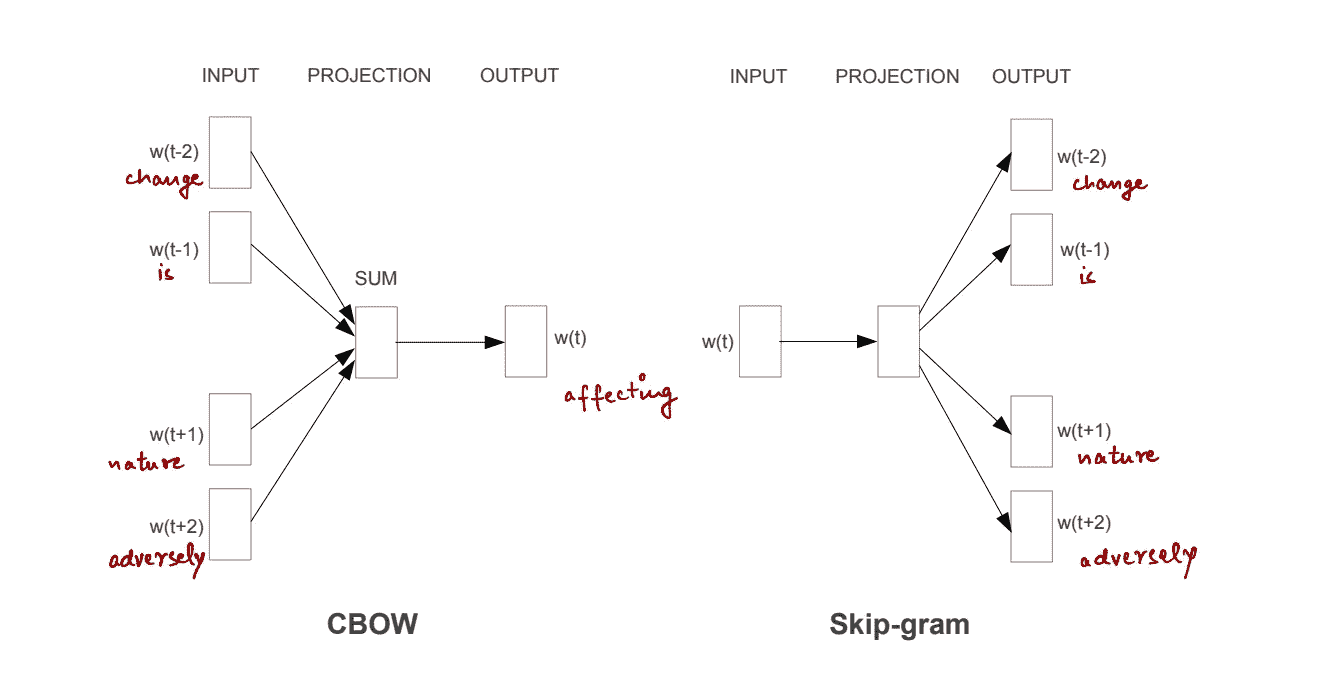 INPUT PROJECTION OUTPUT
w(t-2)
change
w(t-1)
is
SUM
w(t)
affecting
w(t+1)
nature
w(t+2)
adversely
CBOW
INPUT PROJECTION OUTPUT
w(t-2)
change
w(t-1)
is
w(t)
w(t+1)
nature
w(t+2)
adversely
Skip-gram